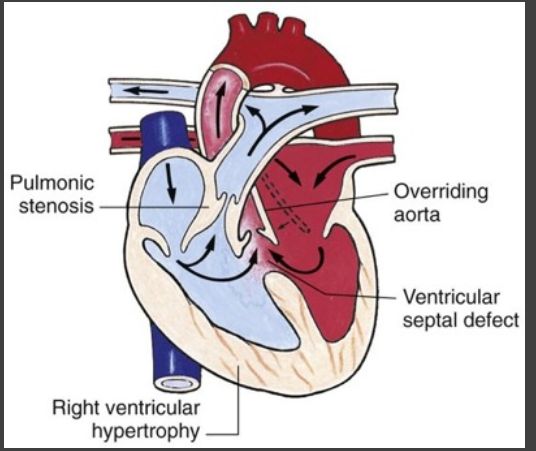 Pulmonic
stenosis
Overriding
aorta
Ventricular
septal defect
Right ventricular
hypertrophy